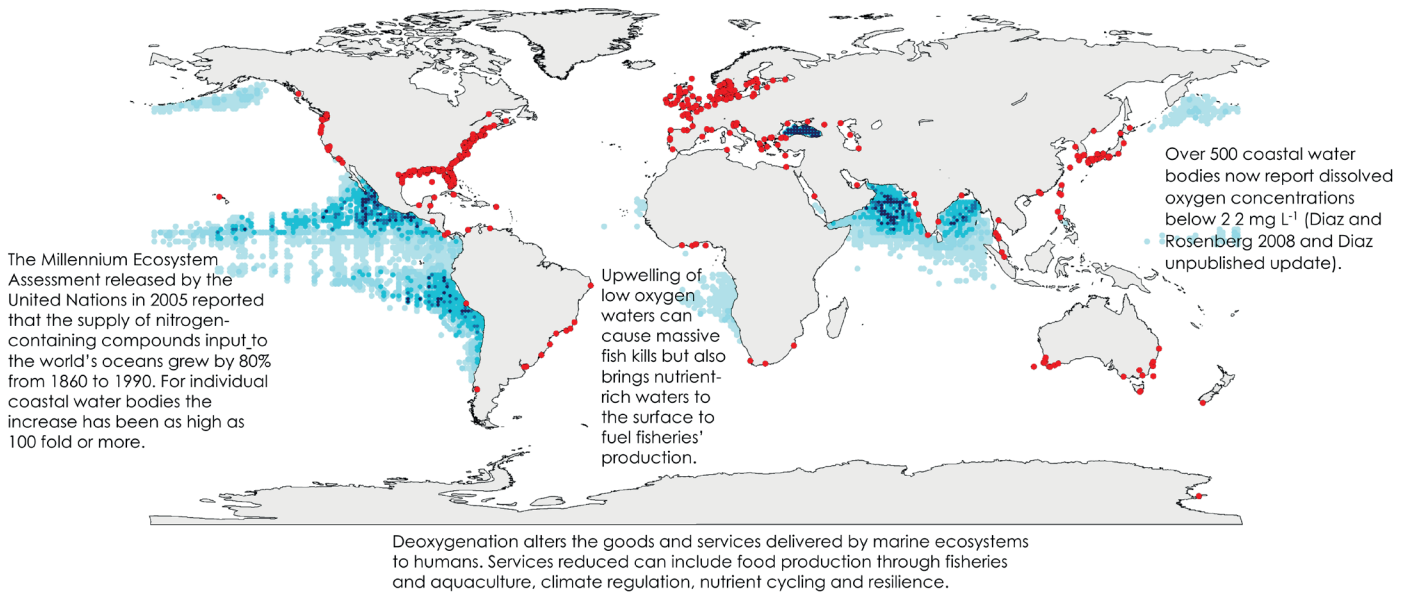 The Millennium Ecosystem
Assessment released by the
United Nations in 2005 reported
that the supply of nitrogen-
containing compounds input to
the world's oceans grew by 80%
from 1860 to 1990. For individual
coastal water bodies the
increase has been as high as
100 fold or more.
Upwelling of
low oxygen
waters can
cause massive
fish kills but also
brings nutrient-
rich waters to
the surface to
fuel fisheries'
production.
Over 500 coastal water
bodies now report dissolved
oxygen concentrations
below 2 2 mg L⁻¹ (Diaz and
Rosenberg 2008 and Diaz
unpublished update).
Deoxygenation alters the goods and services delivered by marine ecosystems
to humans. Services reduced can include food production through fisheries
and aquaculture, climate regulation, nutrient cycling and resilience.